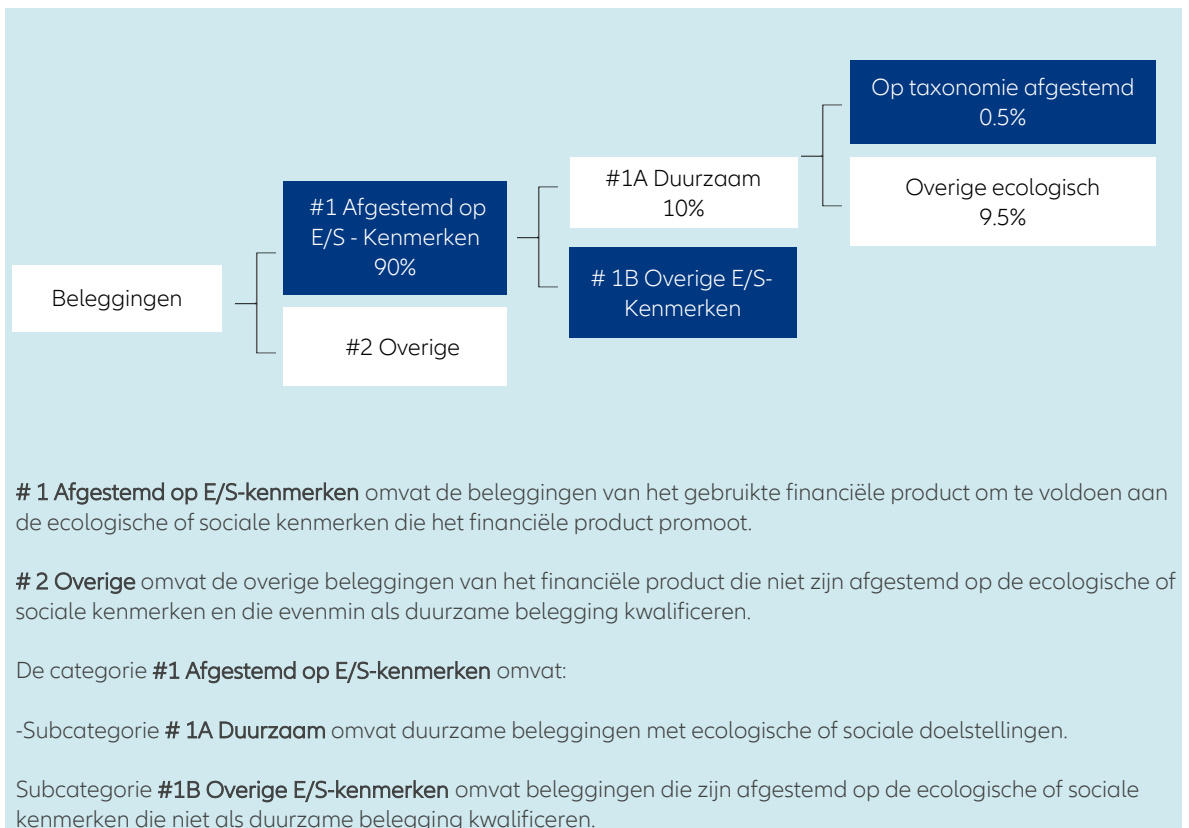 Op taxonomie afgestemd
0.5%
#1A Duurzaam
10%
Overige ecologisch
9.5%
#1 Afgestemd op
E/S - Kenmerken
90%
# 1B Overige E/S-
Kenmerken
Beleggingen
#2 Overige
# 1 Afgestemd op E/S-kenmerken omvat de beleggingen van het gebruikte financiële product om te voldoen aan
de ecologische of sociale kenmerken die het financiële product promoot.
# 2 Overige omvat de overige beleggingen van het financiële product die niet zijn afgestemd op de ecologische of
sociale kenmerken en die evenmin als duurzame belegging kwalificeren.
De categorie #1 Afgestemd op E/S-kenmerken omvat:
-Subcategorie # 1A Duurzaam omvat duurzame beleggingen met ecologische of sociale doelstellingen.
Subcategorie #1B Overige E/S-kenmerken omvat beleggingen die zijn afgestemd op de ecologische of sociale
kenmerken die niet als duurzame belegging kwalificeren.